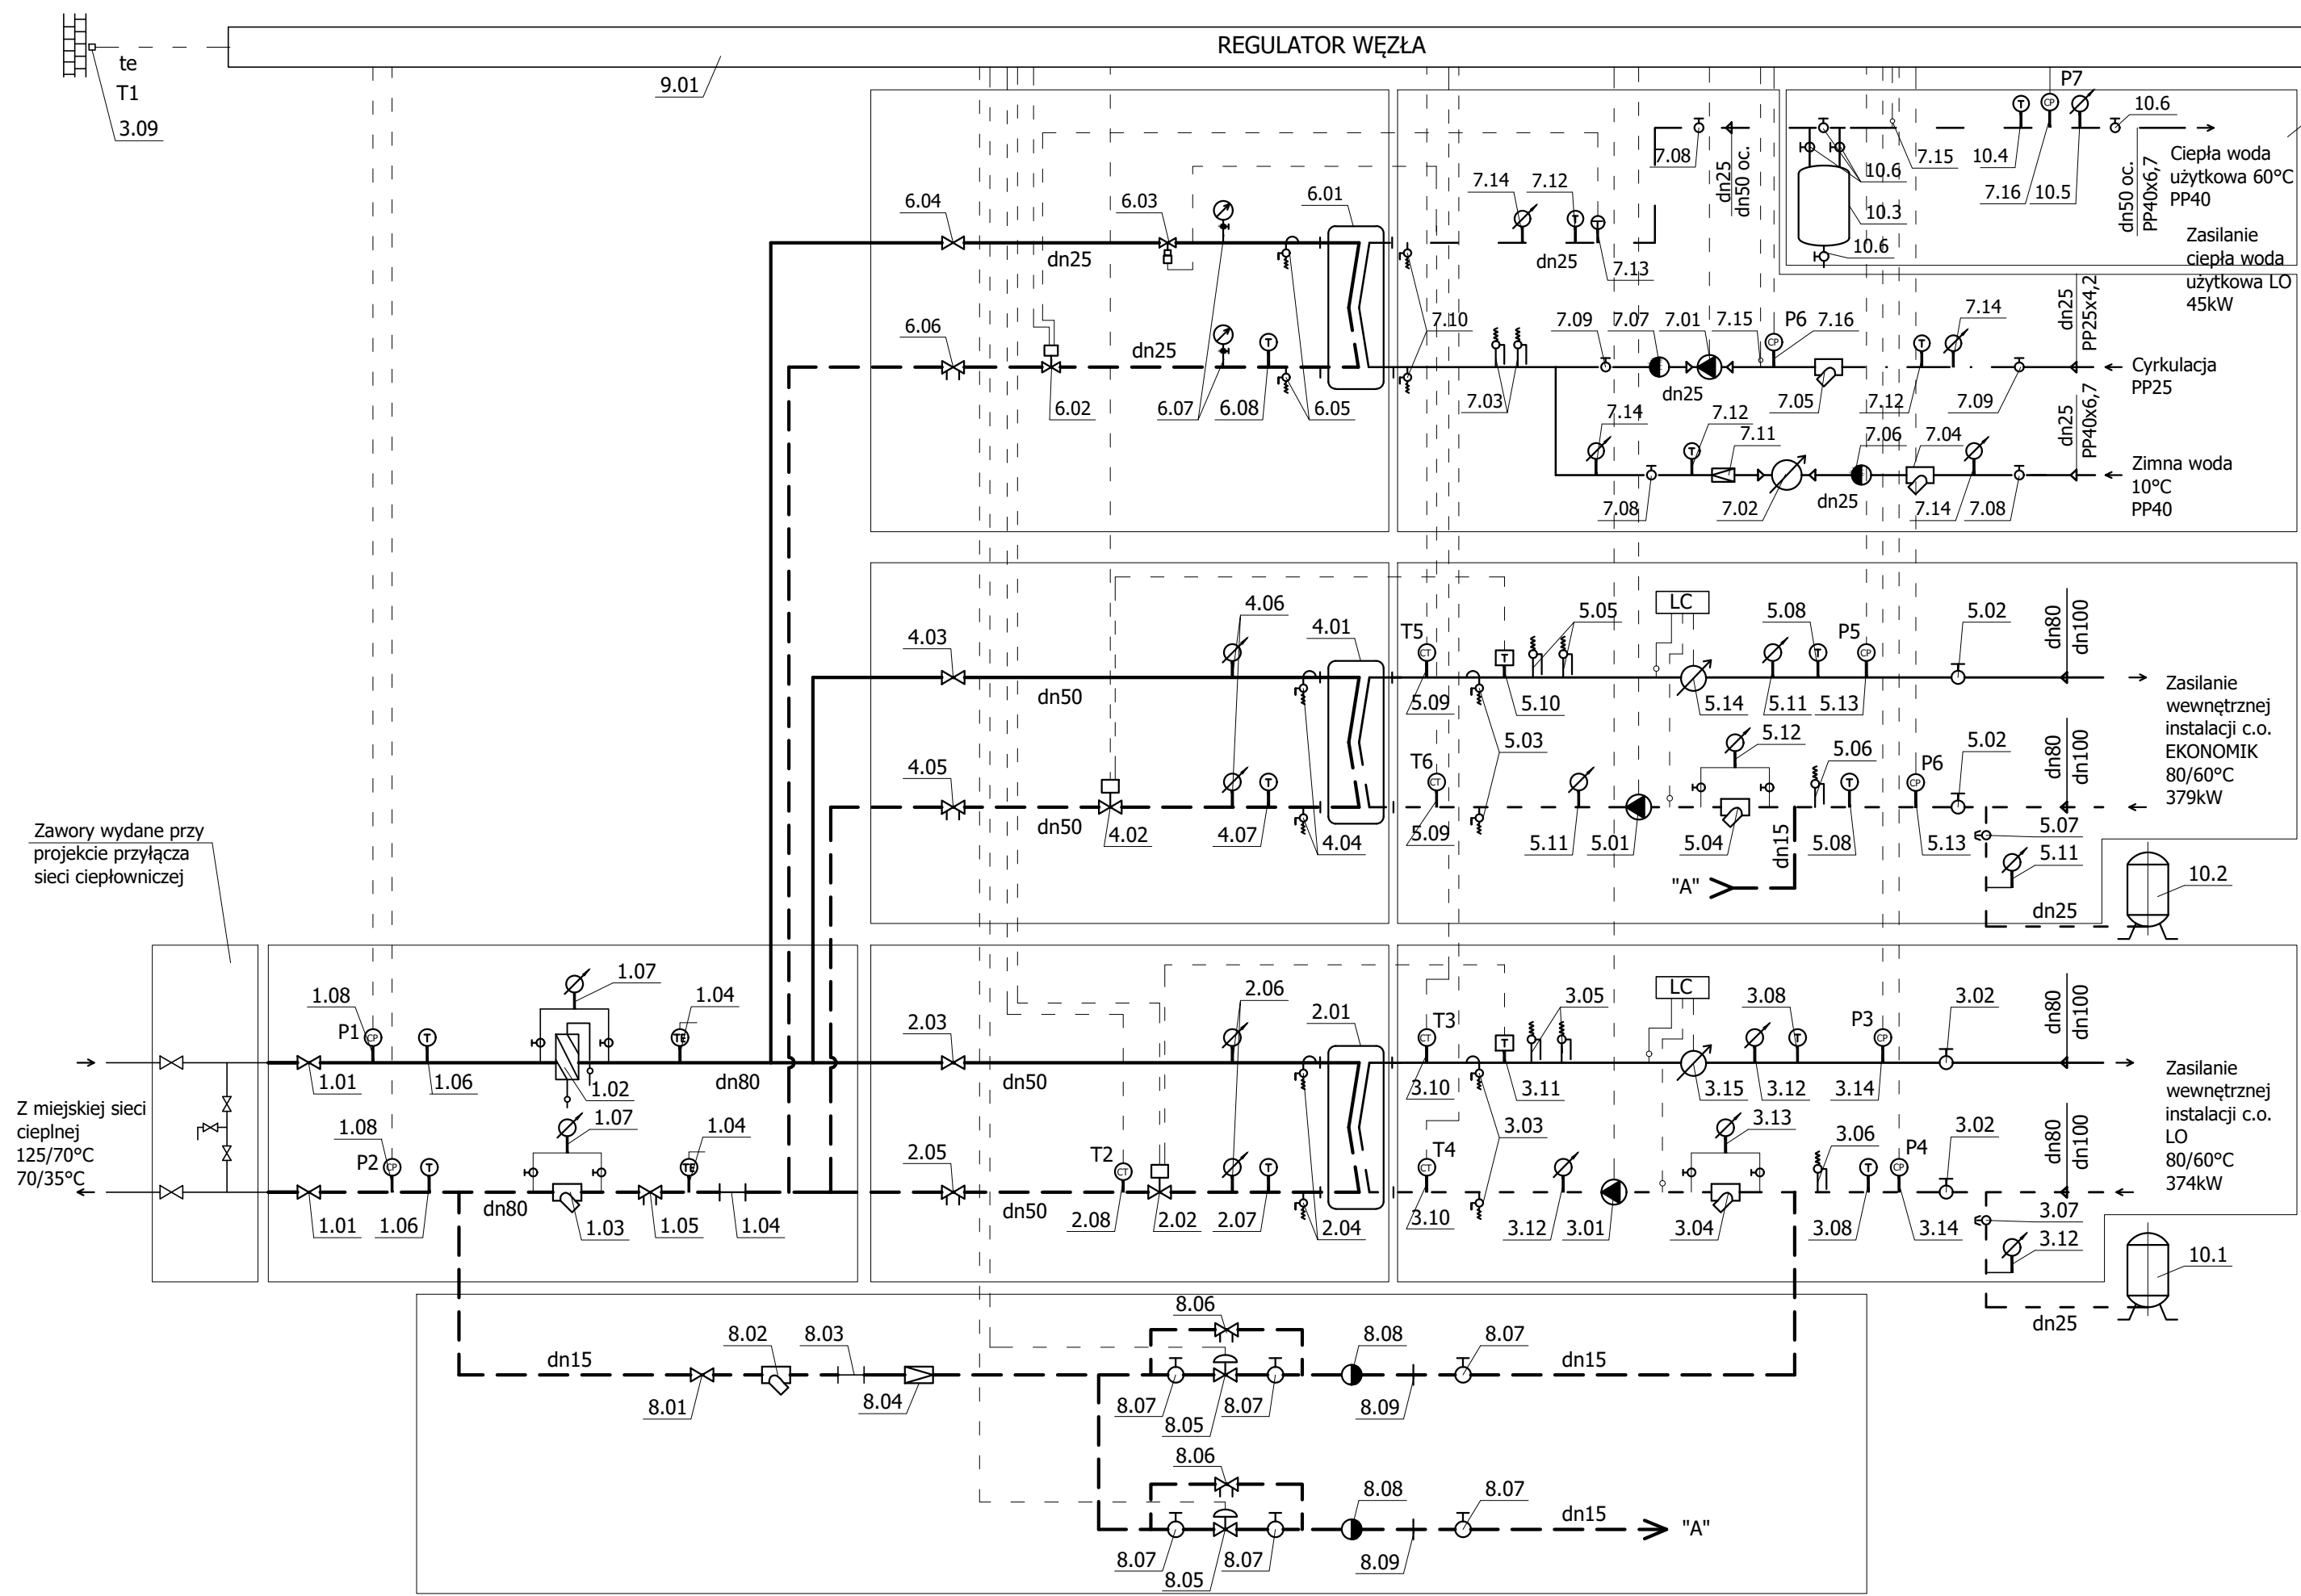 REGULATOR WĘZŁA
te
T1
3.09
9.01
P7
10.6
7.08
dn25
dn50 oc.
7.15
10.4
7.16
10.5
10.6
10.3
10.6
dn50 oc.
PP40x6,7
Ciepła woda
użytkowa 60°C
PP40
Zasilanie
ciepła woda
użytkowa LO
45kW
6.04
6.03
6.01
7.14
7.12
dn25
dn25
7.13
6.06
dn25
7.10
7.09
7.07
7.01
7.15
P6
7.16
7.14
dn25
PP25x4,2
Cyrkulacja
PP25
6.02
6.07
6.08
6.05
7.03
dn25
7.05
7.12
7.09
7.14
7.12
7.11
7.06
7.04
dn25
PP40x6,7
Zimna woda
10°C
PP40
7.08
7.02
dn25
7.14
7.08
4.03
4.06
4.01
T5
5.05
LC
5.08
P5
5.02
dn80
dn100
dn50
5.09
5.10
5.14
5.11
5.13
Zasilanie
wewnętrznej
instalacji c.o.
EKONOMIK
80/60°C
379kW
4.05
5.03
T6
5.12
5.06
P6
5.02
dn80
dn100
dn50
4.02
4.07
4.04
5.09
5.11
5.01
5.04
dn15
5.08
5.13
5.07
5.11
"A"
dn25
10.2
Zawory wydane przy
projekcie przyłącza
sieci ciepłowniczej
1.08
P1
1.07
1.04
2.03
2.06
2.01
T3
3.05
LC
3.08
P3
3.02
dn80
dn100
1.01
1.06
1.02
dn80
dn50
3.10
3.11
3.15
3.12
3.14
Zasilanie
wewnętrznej
instalacji c.o.
LO
80/60°C
374kW
Z miejskiej sieci
cieplnej
125/70°C
70/35°C
1.08
P2
1.07
1.04
2.05
T2
3.03
T4
3.13
3.06
P4
3.02
dn80
dn100
1.01
1.06
dn80
1.03
1.05
1.04
dn50
2.08
2.02
2.07
2.04
3.10
3.12
3.01
3.04
3.08
3.14
3.07
3.12
10.1
dn25
dn15
8.02
8.03
8.06
8.08
8.07
dn15
8.01
8.04
8.07
8.05
8.07
8.09
8.06
8.08
8.07
dn15
"A"
8.07
8.05
8.07
8.09